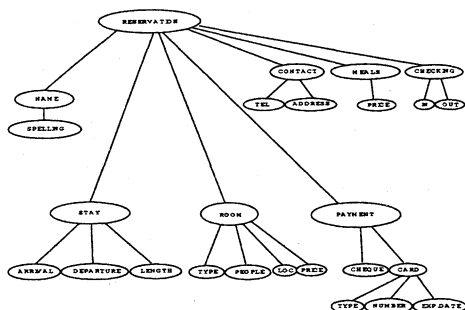 RESERVATION
CONTACT MEALS CHECKING
NAME TEL ADDRESS PRICE IN OUT
SPELLING
STAY ROOM PAYMENT
ARRIVAL DEPARTURE LENGTH TYPE PEOPLE LOC PRICE CHEQUE CARD
TYPE NUMBER EXP.DATE